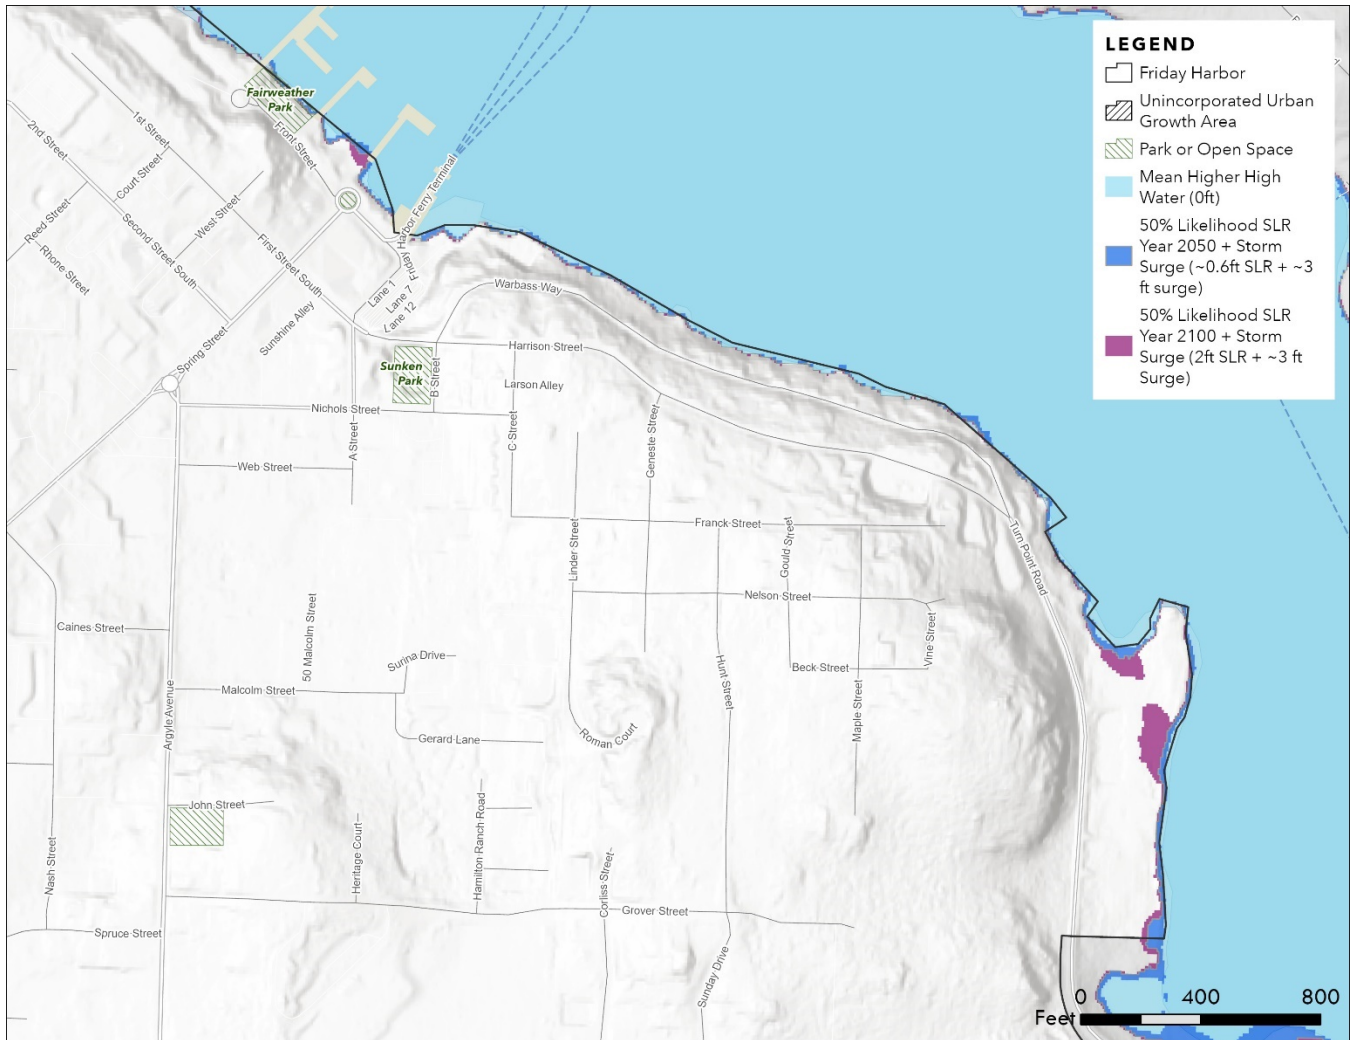 LEGEND
Friday Harbor
Unincorporated Urban
Growth Area
Park or Open Space
Mean Higher High
Water (0ft)
50% Likelihood SLR
Year 2050 + Storm
Surge (~0.6ft SLR + ~3
ft surge)
50% Likelihood SLR
Year 2100 + Storm
Surge (2ft SLR + ~3 ft
Surge)
Fairweather
Park
Front Street
1st Street
2nd Street
Court Street
West Street
Reed Street
Rhone Street
Second Street South
First Street South
Friday Harbor Ferry Terminal
Lane 1
Lane 7
Lane 12
Sunshine Alley
Spring Street
Warbass Way
Harrison Street
Sunken
Park
B Street
Larson Alley
Nichols Street
A Street
C Street
Geneste Street
Web Street
Franck Street
Gould Street
Linder Street
Turn Point Road
Nelson Street
Caines Street
50 Malcolm Street
Vine Street
Surina Drive
Beck Street
Hunt Street
Malcolm Street
Maple Street
Argyle Avenue
Gerard Lane
Roman Court
John Street
Nash Street
Heritage Court
Hamilton Ranch Road
Corliss Street
Grover Street
Spruce Street
Sunday Drive
0 400 800
Feet